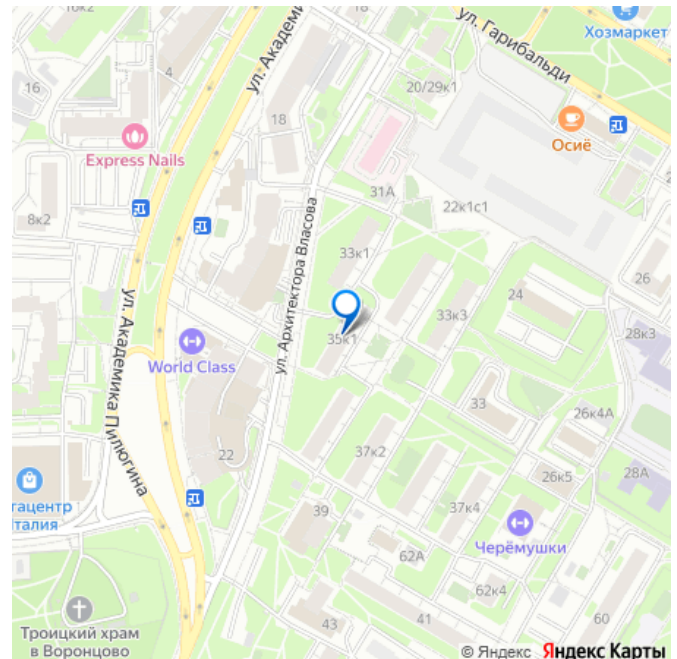 16к2
ул. Академи
ул. Гарибальди
Хозмаркет
16
4
20/29к1
18
Осиё
Express Nails
31А
22к1с1
8к2
ул. Архитектора Власова
33к1
26
24
ул. Академика Пилюгина
35к1
33к3
28к3
World Class
33
26к4А
22
37к2
28А
26к5
тацентр
талия
39
37к4
Черёмушки
62А
62к4
Троицкий храм
в Воронцово
43
41
60
© Яндекс Яндекс Карты